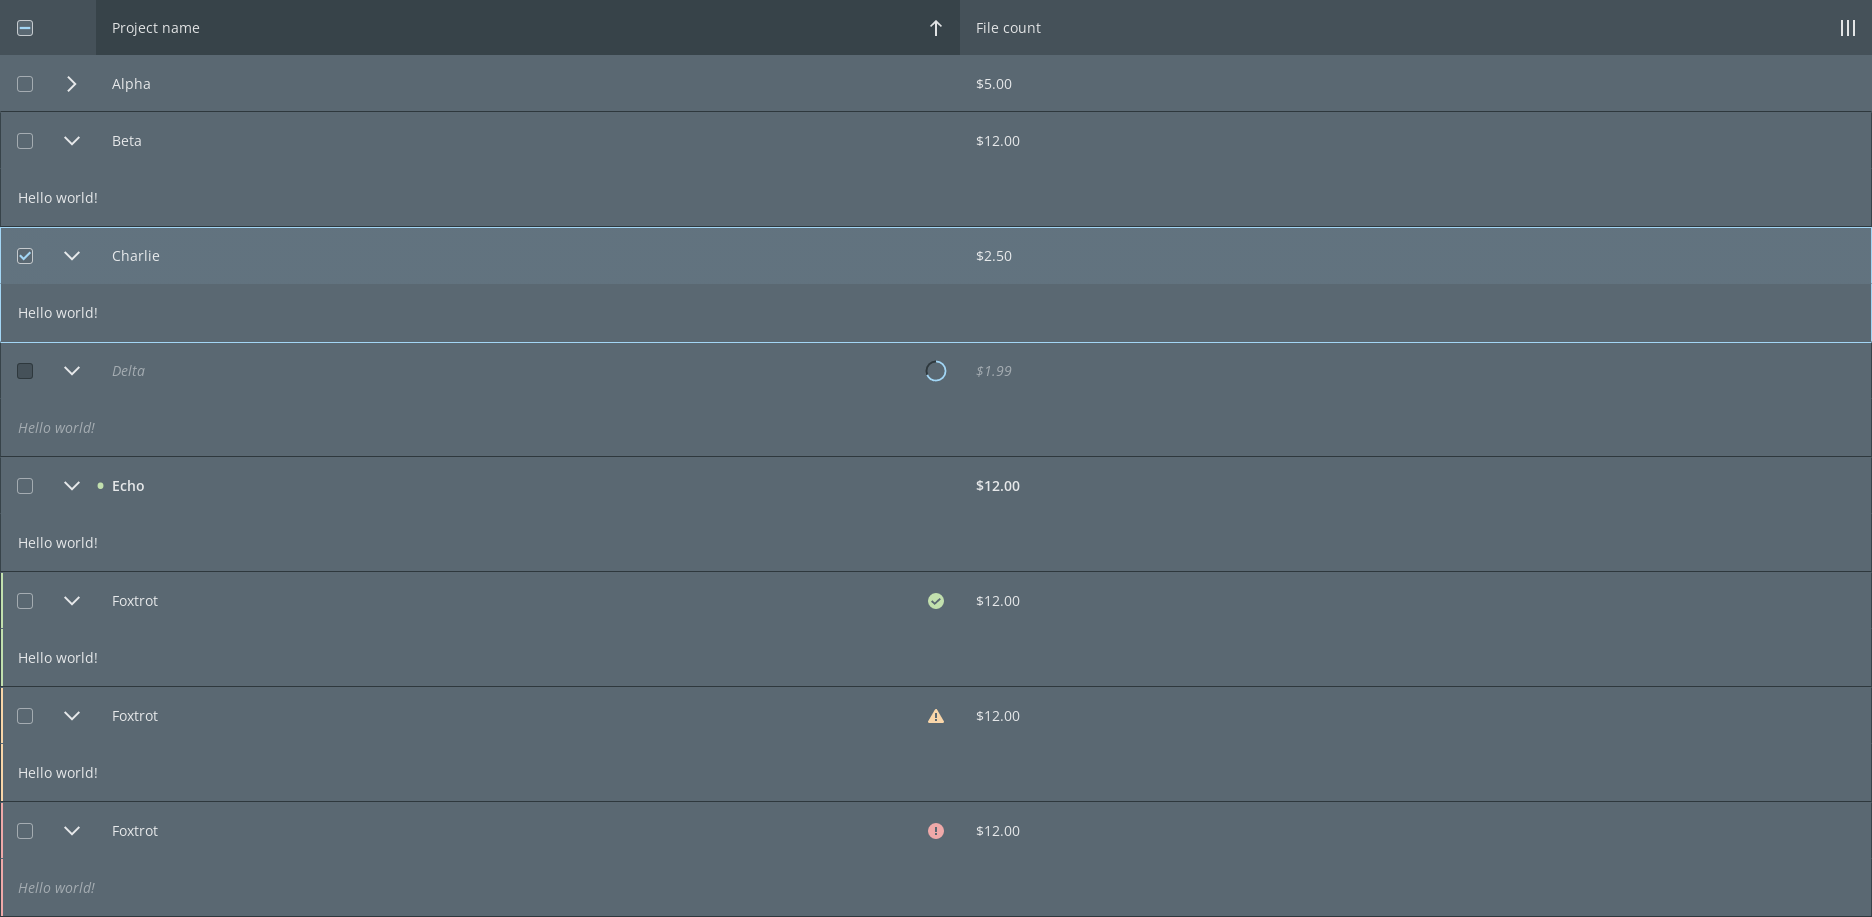 Project name File count
Alpha $5.00
Beta $12.00
Hello world!
Charlie $2.50
Hello world!
Delta $1.99
Hello world!
Echo $12.00
Hello world!
Foxtrot $12.00
Hello world!
Foxtrot $12.00
Hello world!
Foxtrot $12.00
Hello world!